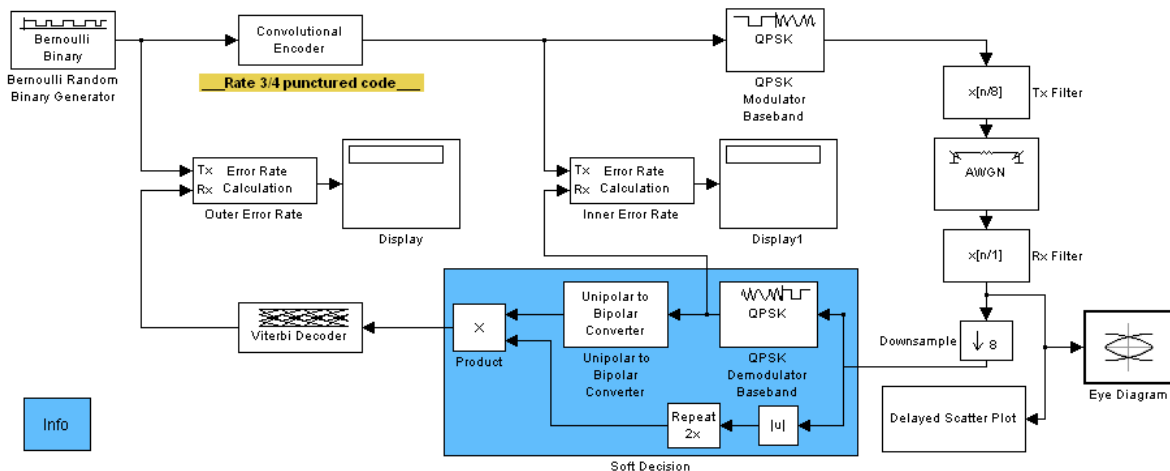 Bernoulli
Binary
Bernoulli Random
Binary Generator
Convolutional
Encoder
___Rate 3/4 punctured code___
QPSK
QPSK
Modulator
Baseband
x[n/8]
Tx Filter
AWGN
x[n/1]
Rx Filter
Tx
Rx
Error Rate
Calculation
Outer Error Rate
Display
Tx
Rx
Error Rate
Calculation
Inner Error Rate
Display1
Viterbi Decoder
X
Product
Unipolar to
Bipolar
Converter
Unipolar to
Bipolar
Converter
QPSK
QPSK
Demodulator
Baseband
Downsample
↓ 8
Eye Diagram
Delayed Scatter Plot
Repeat
2x
|u|
Info
Soft Decision